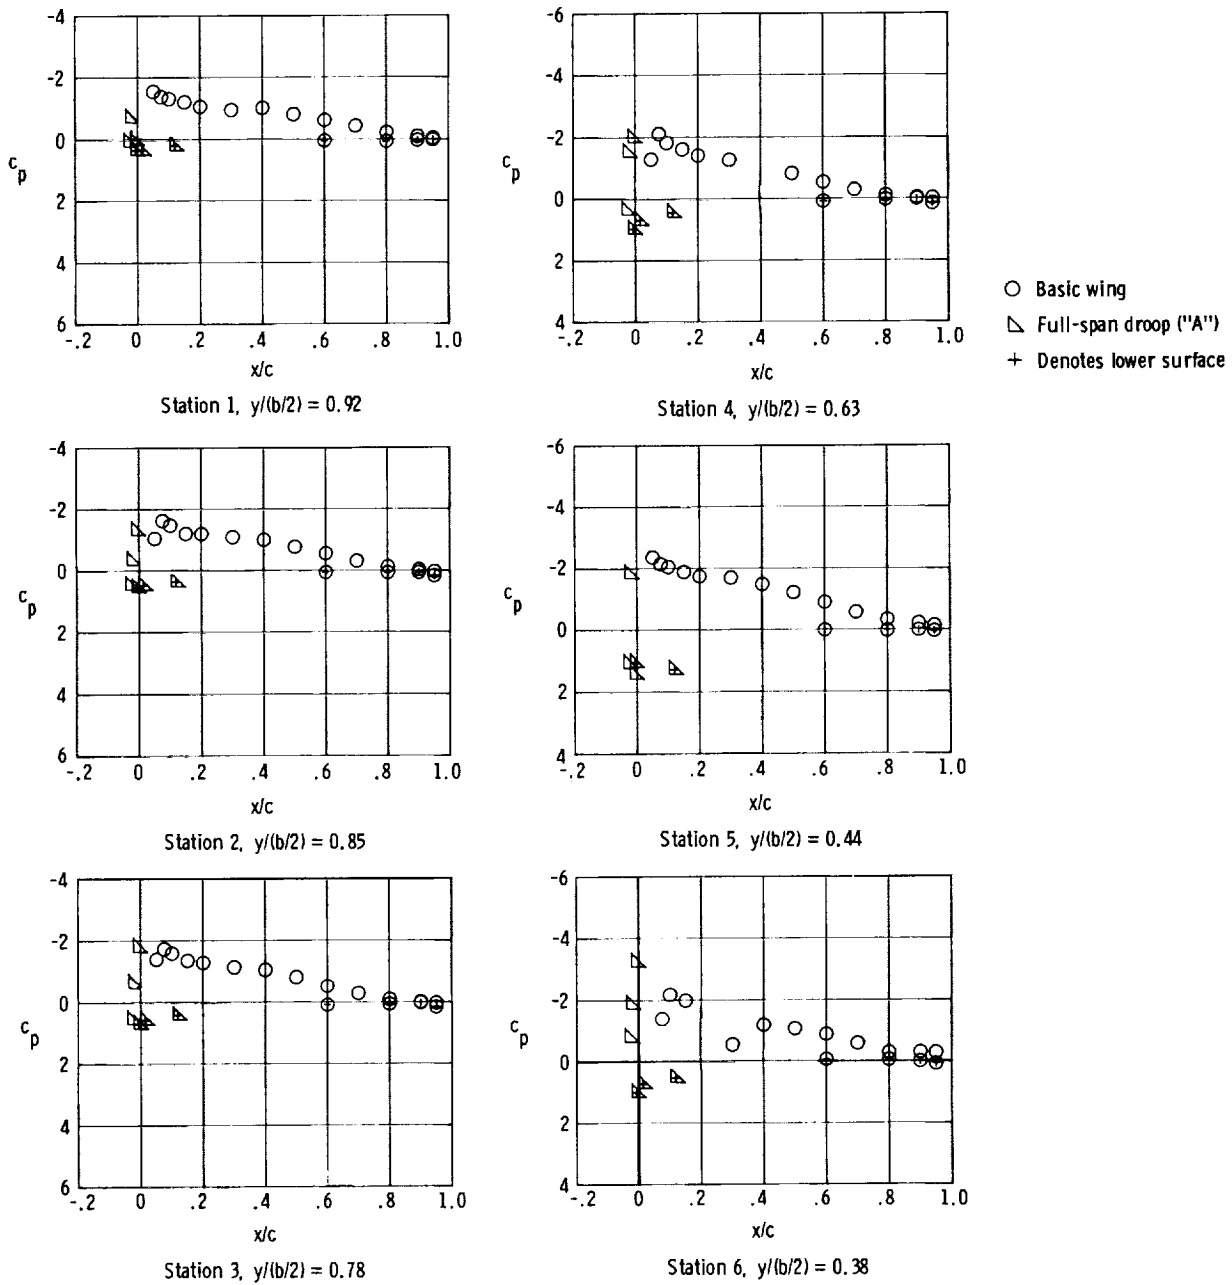 -4
-2
0
2
4
6
c_p
-.2 0 .2 .4 .6 .8 1.0
x/c
Station 1, y/(b/2) = 0.92
-4
-2
0
2
4
6
c_p
-.2 0 .2 .4 .6 .8 1.0
x/c
Station 2, y/(b/2) = 0.85
-4
-2
0
2
4
6
c_p
-.2 0 .2 .4 .6 .8 1.0
x/c
Station 3, y/(b/2) = 0.78
-6
-4
-2
0
2
4
c_p
-.2 0 .2 .4 .6 .8 1.0
x/c
Station 4, y/(b/2) = 0.63
-6
-4
-2
0
2
4
c_p
-.2 0 .2 .4 .6 .8 1.0
x/c
Station 5, y/(b/2) = 0.44
-6
-4
-2
0
2
4
c_p
-.2 0 .2 .4 .6 .8 1.0
x/c
Station 6, y/(b/2) = 0.38
Basic wing
Full-span droop ("A")
Denotes lower surface